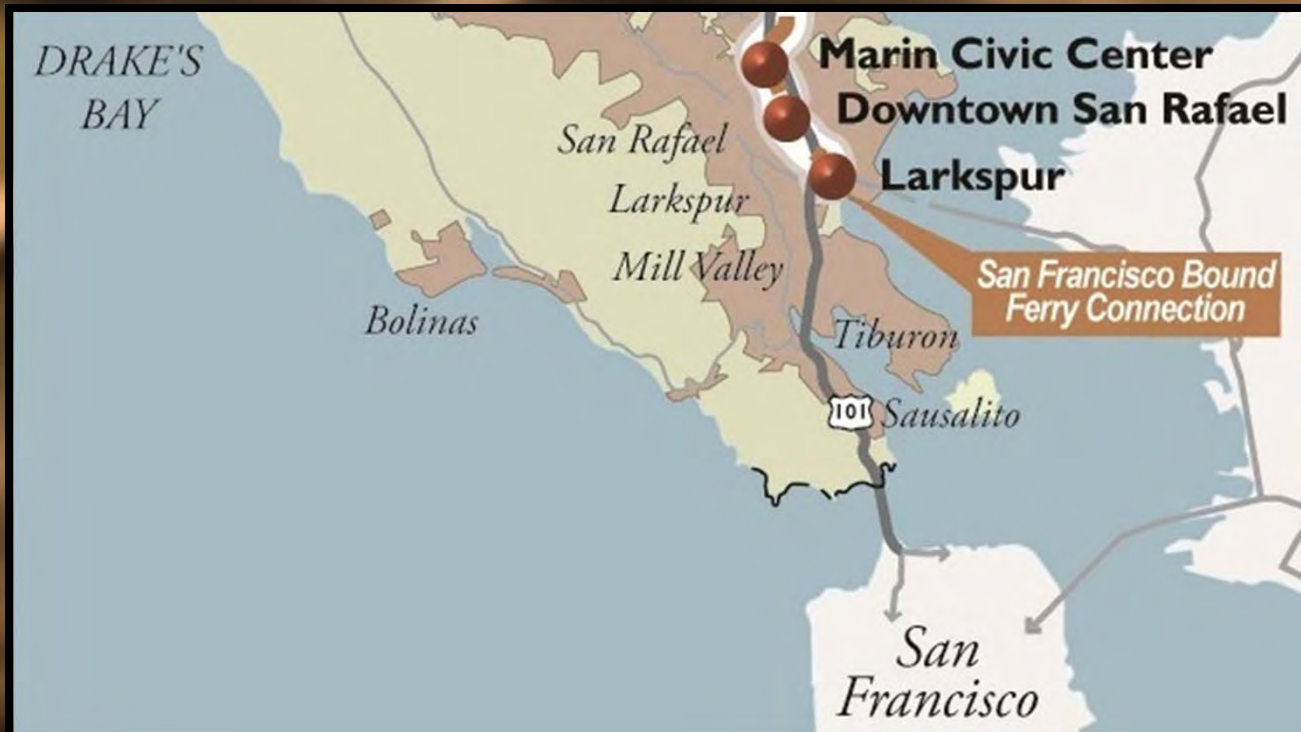 DRAKE'S
BAY
Marin Civic Center
Downtown San Rafael
San Rafael
Larkspur
Larkspur
Mill Valley
San Francisco Bound
Ferry Connection
Bolinas
Tiburon
101
Sausalito
San
Francisco